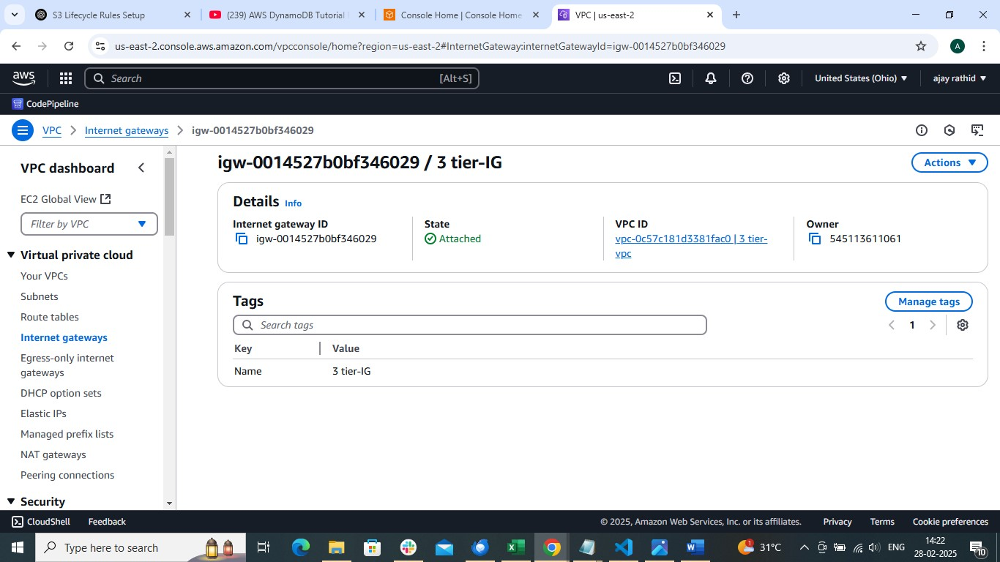 S3 Lifecycle Rules Setup
(239) AWS DynamoDB Tutorial
Console Home | Console Home
VPC | us-east-2
us-east-2.console.aws.amazon.com/vpcconsole/home?region=us-east-2#InternetGateway:internetGatewayId=igw-0014527b0bf346029
A
aws
Search
[Alt+S]
United States (Ohio)
ajay rathid
CodePipeline
VPC
Internet gateways
igw-0014527b0bf346029
VPC dashboard
EC2 Global View
Filter by VPC
Virtual private cloud
Your VPCs
Subnets
Route tables
Internet gateways
Egress-only internet
gateways
DHCP option sets
Elastic IPs
Managed prefix lists
NAT gateways
Peering connections
Security
igw-0014527b0bf346029 / 3 tier-IG
Actions
Details Info
Internet gateway ID
igw-0014527b0bf346029
State
Attached
VPC ID
vpc-0c57c181d3381fac0 | 3 tier-
vpc
Owner
545113611061
Tags
Manage tags
Search tags
1
Key
Value
Name
3 tier-IG
CloudShell
Feedback
© 2025, Amazon Web Services, Inc. or its affiliates.
Privacy
Terms
Cookie preferences
Type here to search
1
31°C
ENG
14:22
28-02-2025
10